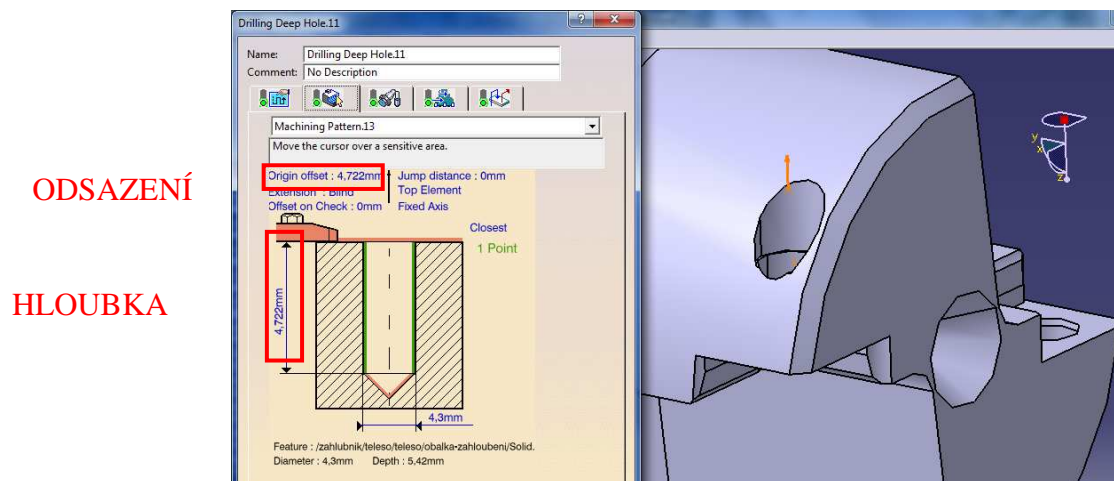 Drilling Deep Hole.11
Name: Drilling Deep Hole.11
Comment: No Description
Machining Pattern.13
Move the cursor over a sensitive area.
Origin offset : 4,722mm Jump distance : 0mm
ODSAZENÍ
Extension : Blind Top Element
Offset on Check : 0mm Fixed Axis
Closest
1 Point
HLOUBKA
4,722mm
4,3mm
Feature : /zahlubnik/teleso/teleso/obalka-zahloubeni/Solid.
Diameter : 4,3mm Depth : 5,42mm
y
x
z